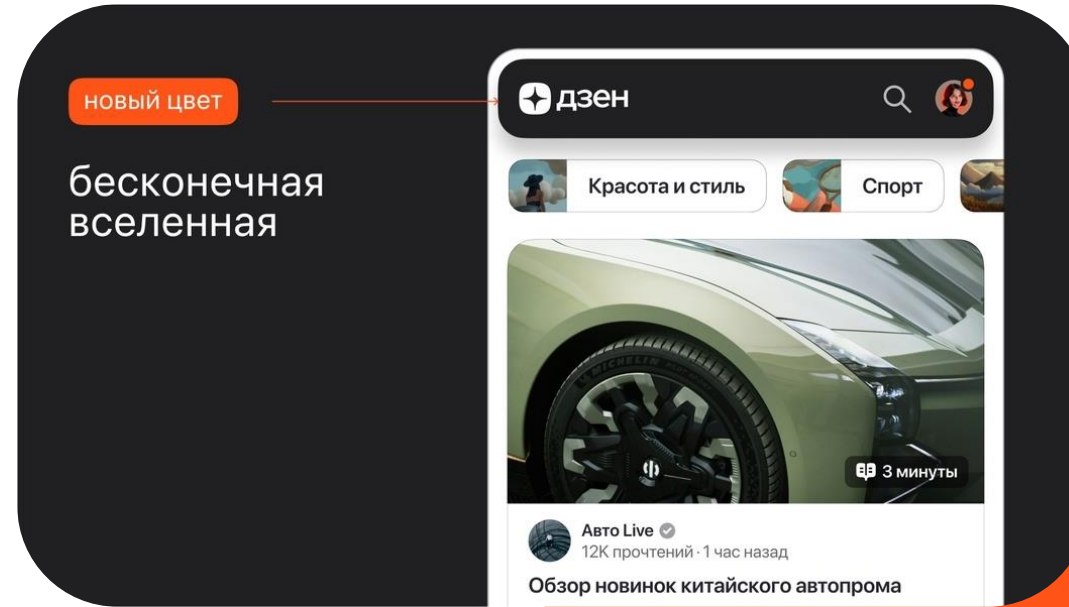 новый цвет
бесконечная
вселенная
дзен
Красота и стиль
Спорт
MICHELIN
3 минуты
Авто Live
12К прочтений · 1 час назад
Обзор новинок китайского автопрома